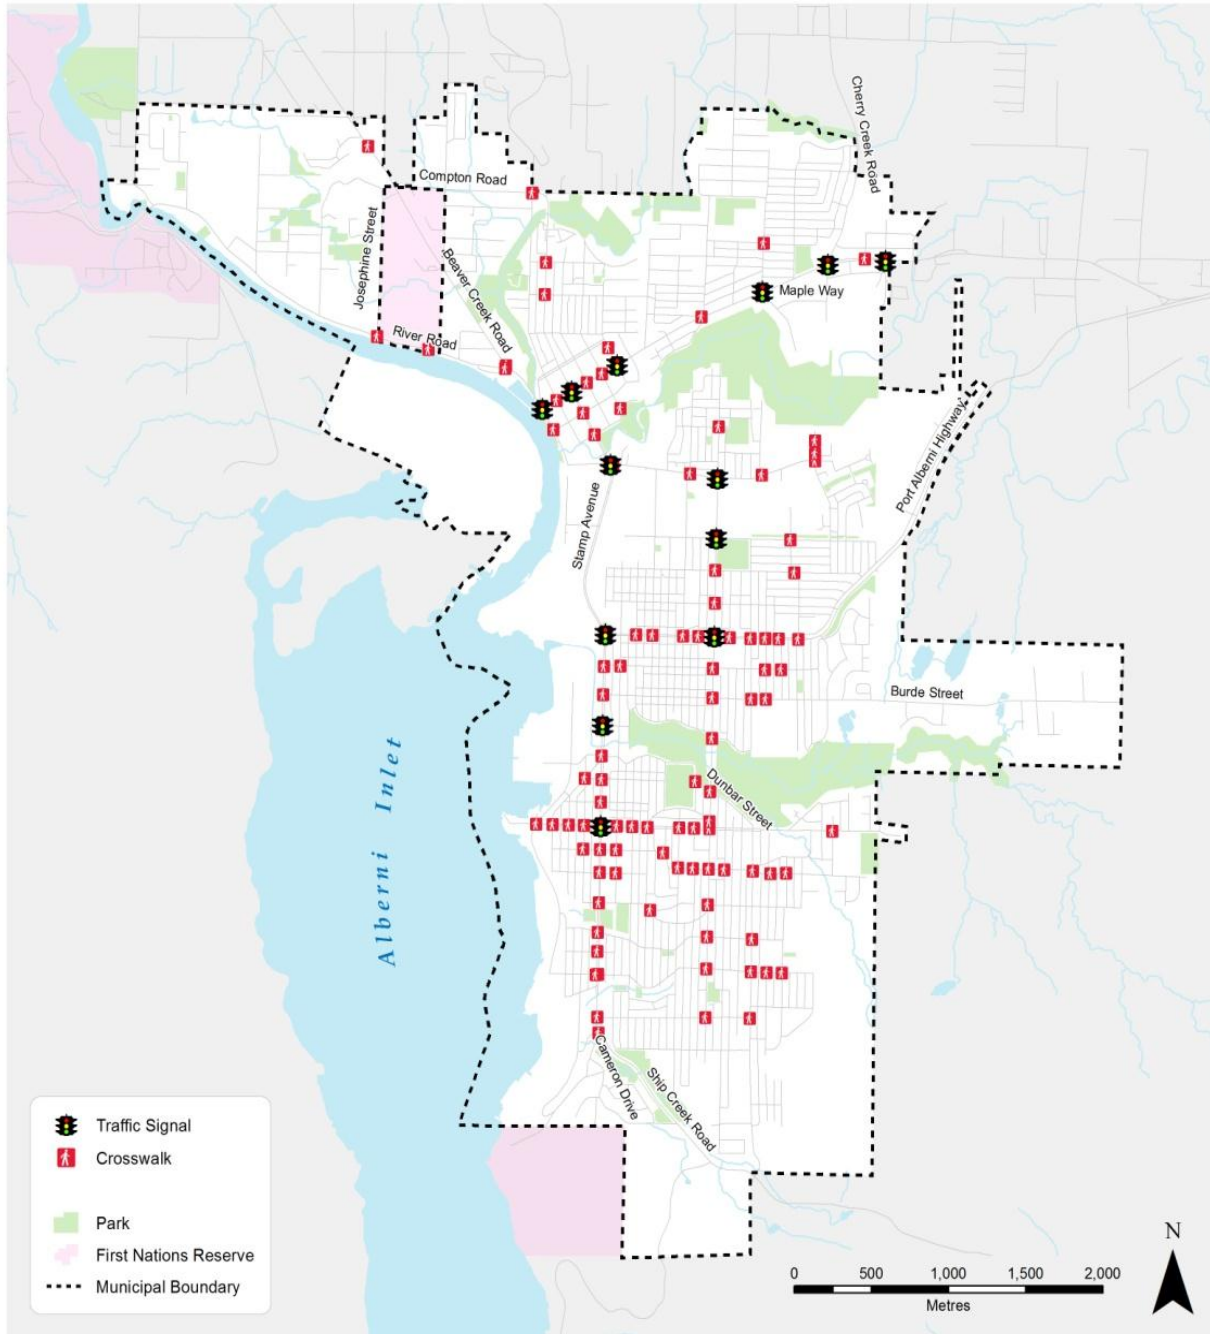 Cherry Creek Road
Compton Road
Josephine Street
Beaver Creek Road
Maple Way
River Road
Port Alberni Highway
Stamp Avenue
Burde Street
Alberni Inlet
Dunbar Street
Cameron Drive
Ship Creek Road
Traffic Signal
Crosswalk
Park
First Nations Reserve
Municipal Boundary
N
0 500 1,000 1,500 2,000
Metres